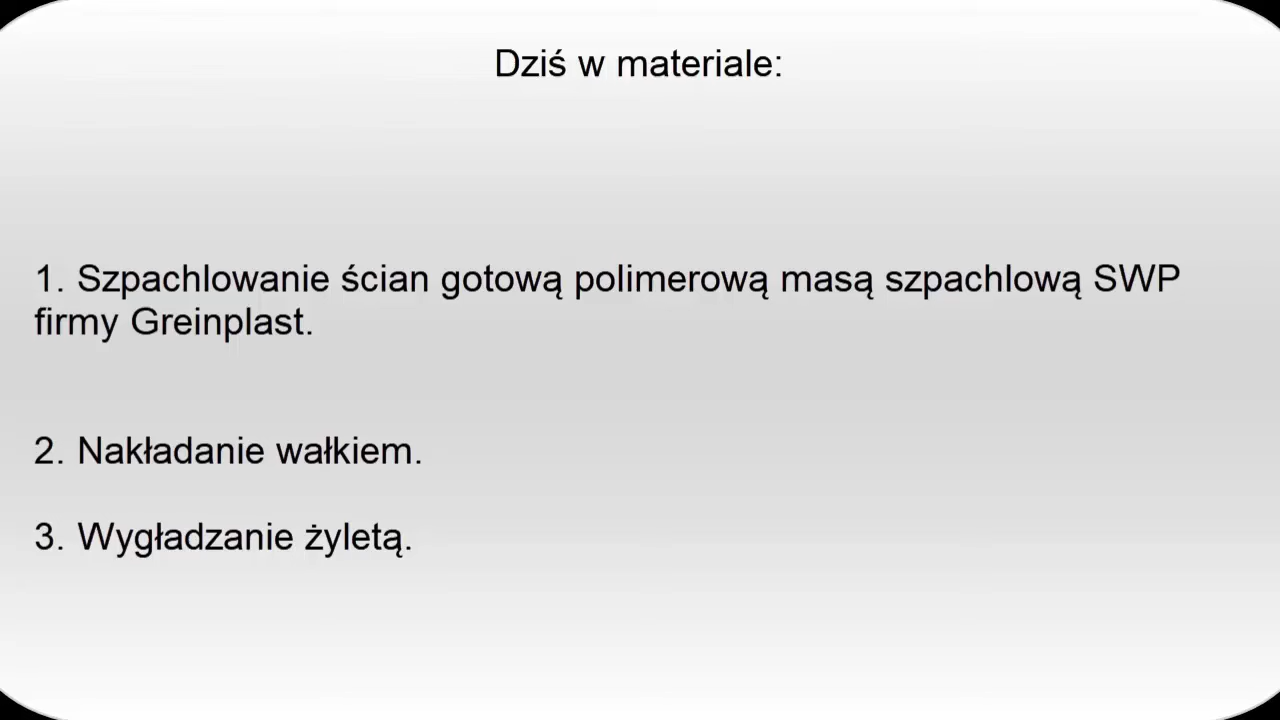 Dziś w materiale:
1. Szpachlowanie ścian gotową polimerową masą szpachlową SWP
firmy Greinplast.
2. Nakładanie wałkiem.
3. Wygładzanie żyletą.